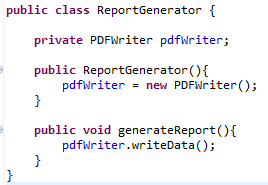 public class ReportGenerator {
private PDFWriter pdfWriter;
public ReportGenerator(){
pdfWriter = new PDFWriter();
}
public void generateReport(){
pdfWriter.writeData();
}
}